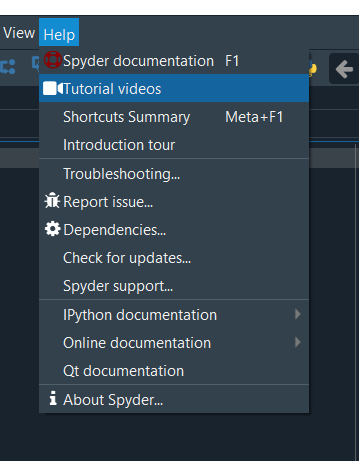 View Help
Spyder documentation F1
Tutorial videos
Shortcuts Summary Meta+F1
Introduction tour
Troubleshooting...
Report issue...
Dependencies...
Check for updates...
Spyder support...
IPython documentation
Online documentation
Qt documentation
About Spyder...